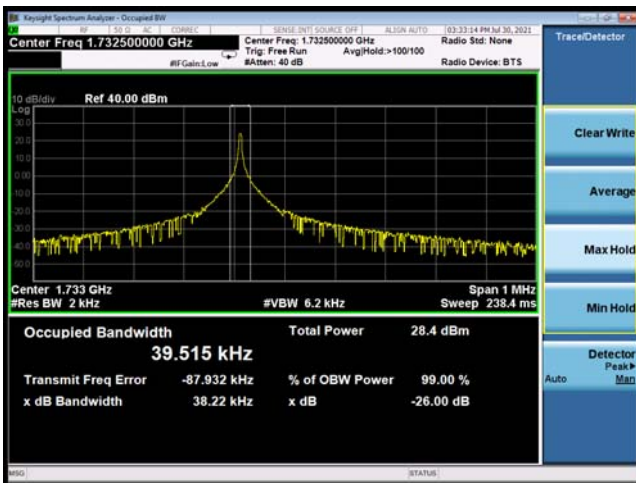 Keysight Spectrum Analyzer - Occupied BW
RF 50 Ω AC CORREC SENSE:INT SOURCE OFF ALIGN AUTO 03:33:14 PM Jul 30, 2021
Center Freq 1.732500000 GHz Center Freq: 1.732500000 GHz Radio Std: None Trace/Detector
Trig: Free Run Avg|Hold:>100/100
#IFGain:Low #Atten: 40 dB Radio Device: BTS
10 dB/div Ref 40.00 dBm
Log
30.0
20.0
10.0
0.00
-10.0
-20.0
-30.0
-40.0
-50.0
Clear Write
Average
Max Hold
Min Hold
Center 1.733 GHz Span 1 MHz
#Res BW 2 kHz #VBW 6.2 kHz Sweep 238.4 ms
Occupied Bandwidth Total Power 28.4 dBm
39.515 kHz
Transmit Freq Error -87.932 kHz % of OBW Power 99.00 %
x dB Bandwidth 38.22 kHz x dB -26.00 dB
Detector
Peak▶
Auto Man
MSG STATUS